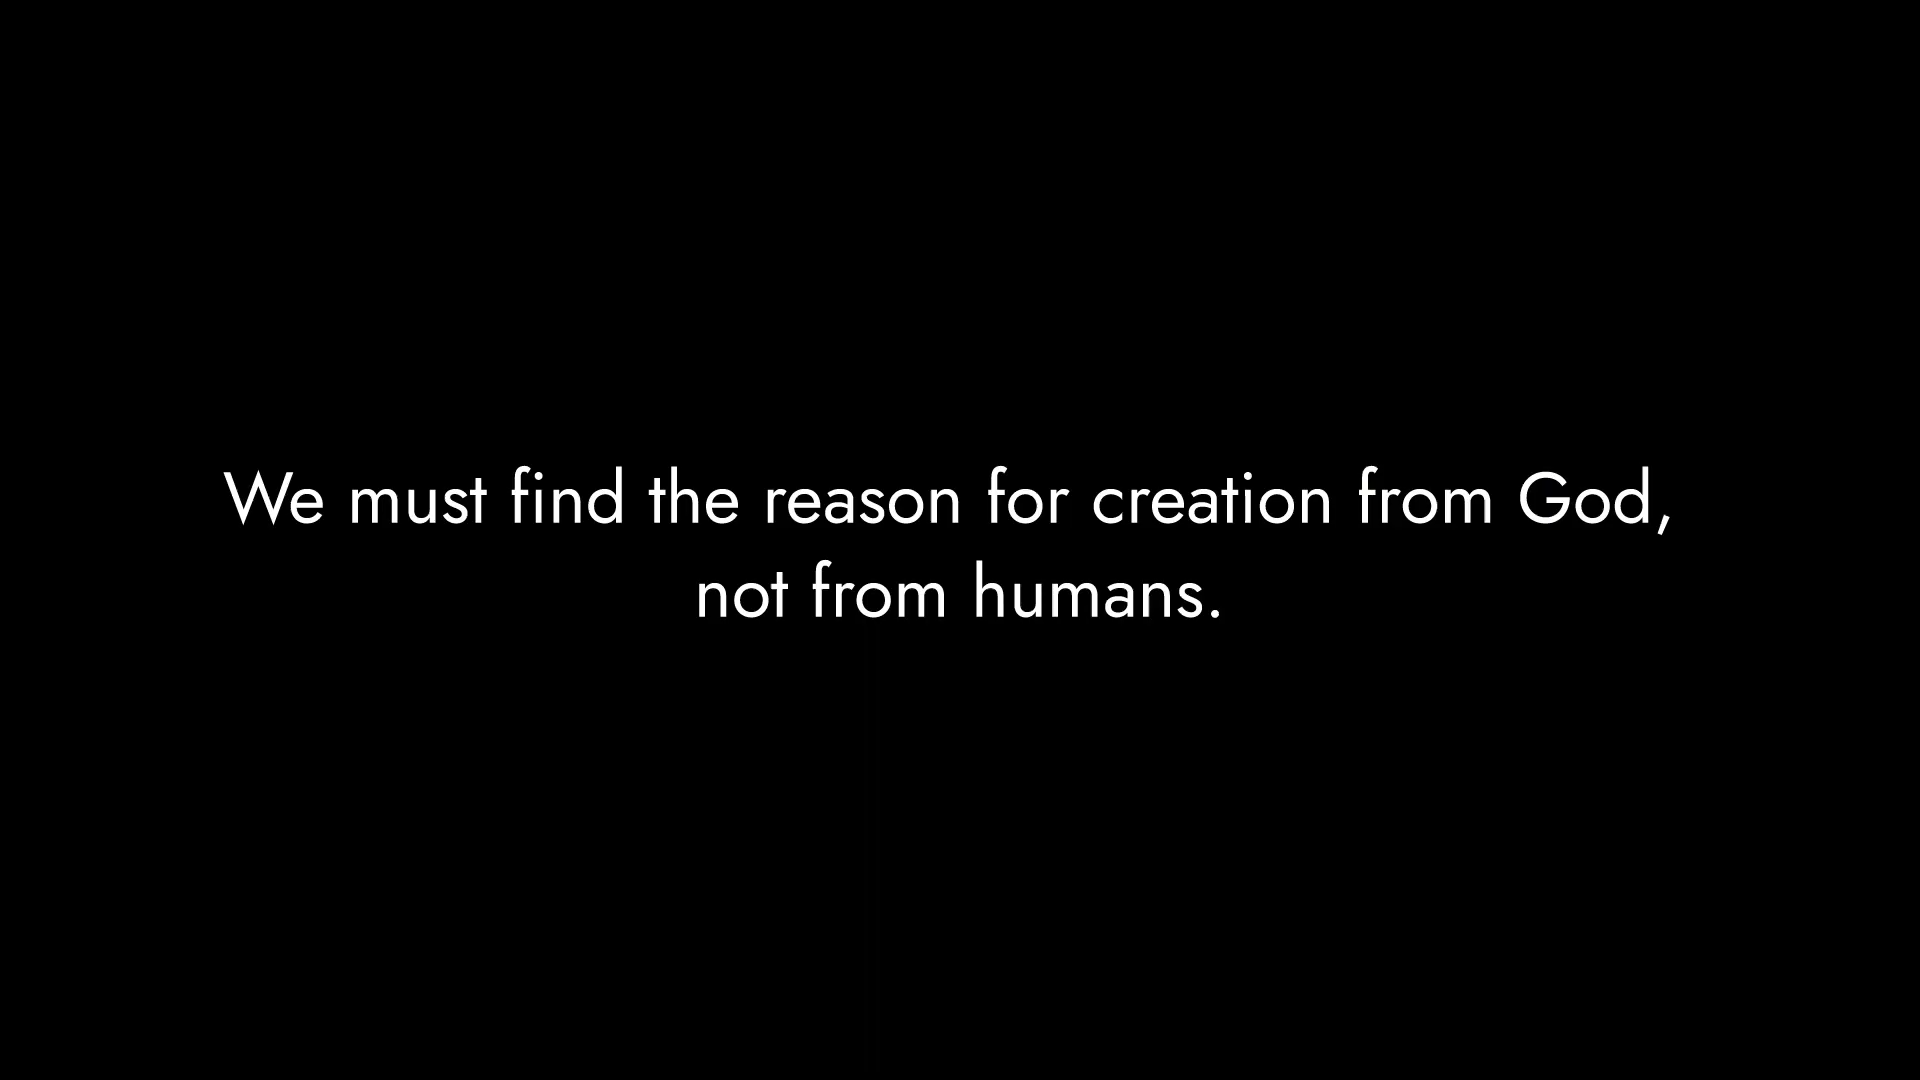 We must find the reason for creation from God,
not from humans.